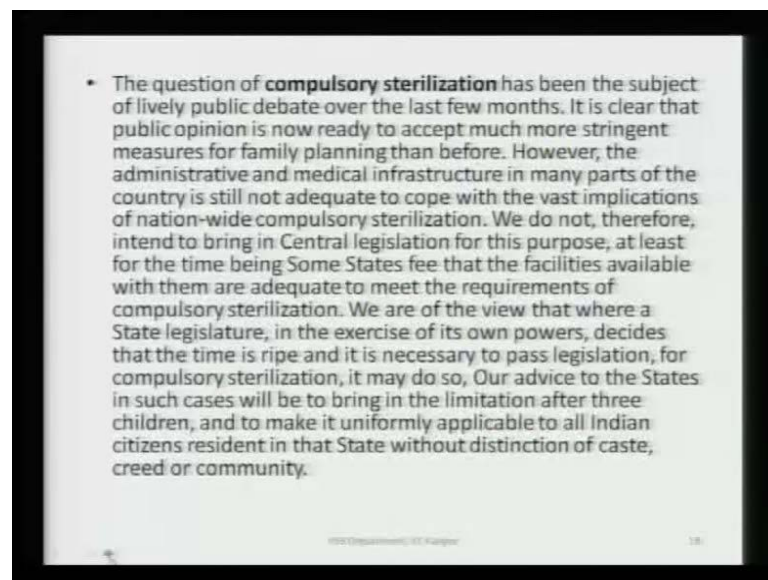 • The question of compulsory sterilization has been the subject
of lively public debate over the last few months. It is clear that
public opinion is now ready to accept much more stringent
measures for family planning than before. However, the
administrative and medical infrastructure in many parts of the
country is still not adequate to cope with the vast implications
of nation-wide compulsory sterilization. We do not, therefore,
intend to bring in Central legislation for this purpose, at least
for the time being Some States fee that the facilities available
with them are adequate to meet the requirements of
compulsory sterilization. We are of the view that where a
State legislature, in the exercise of its own powers, decides
that the time is ripe and it is necessary to pass legislation, for
compulsory sterilization, it may do so, Our advice to the States
in such cases will be to bring in the limitation after three
children, and to make it uniformly applicable to all Indian
citizens resident in that State without distinction of caste,
creed or community.